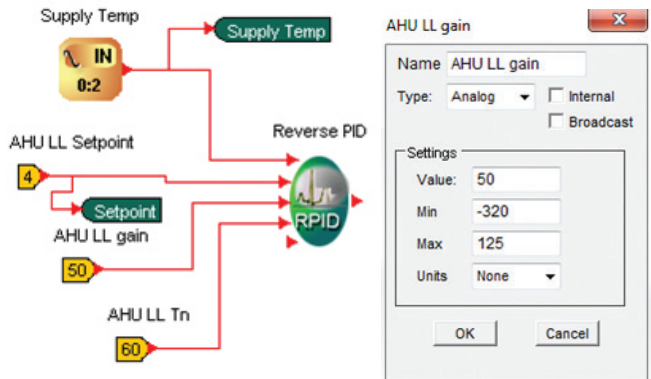 Supply Temp
IN
0:2
Supply Temp
Reverse PID
AHU LL Setpoint
4
Setpoint
RPID
AHU LL gain
50
AHU LL Tn
60
AHU LL gain
x
Name AHU LL gain
Type: Analog Internal
Broadcast
Settings
Value: 50
Min -320
Max 125
Units None
OK Cancel